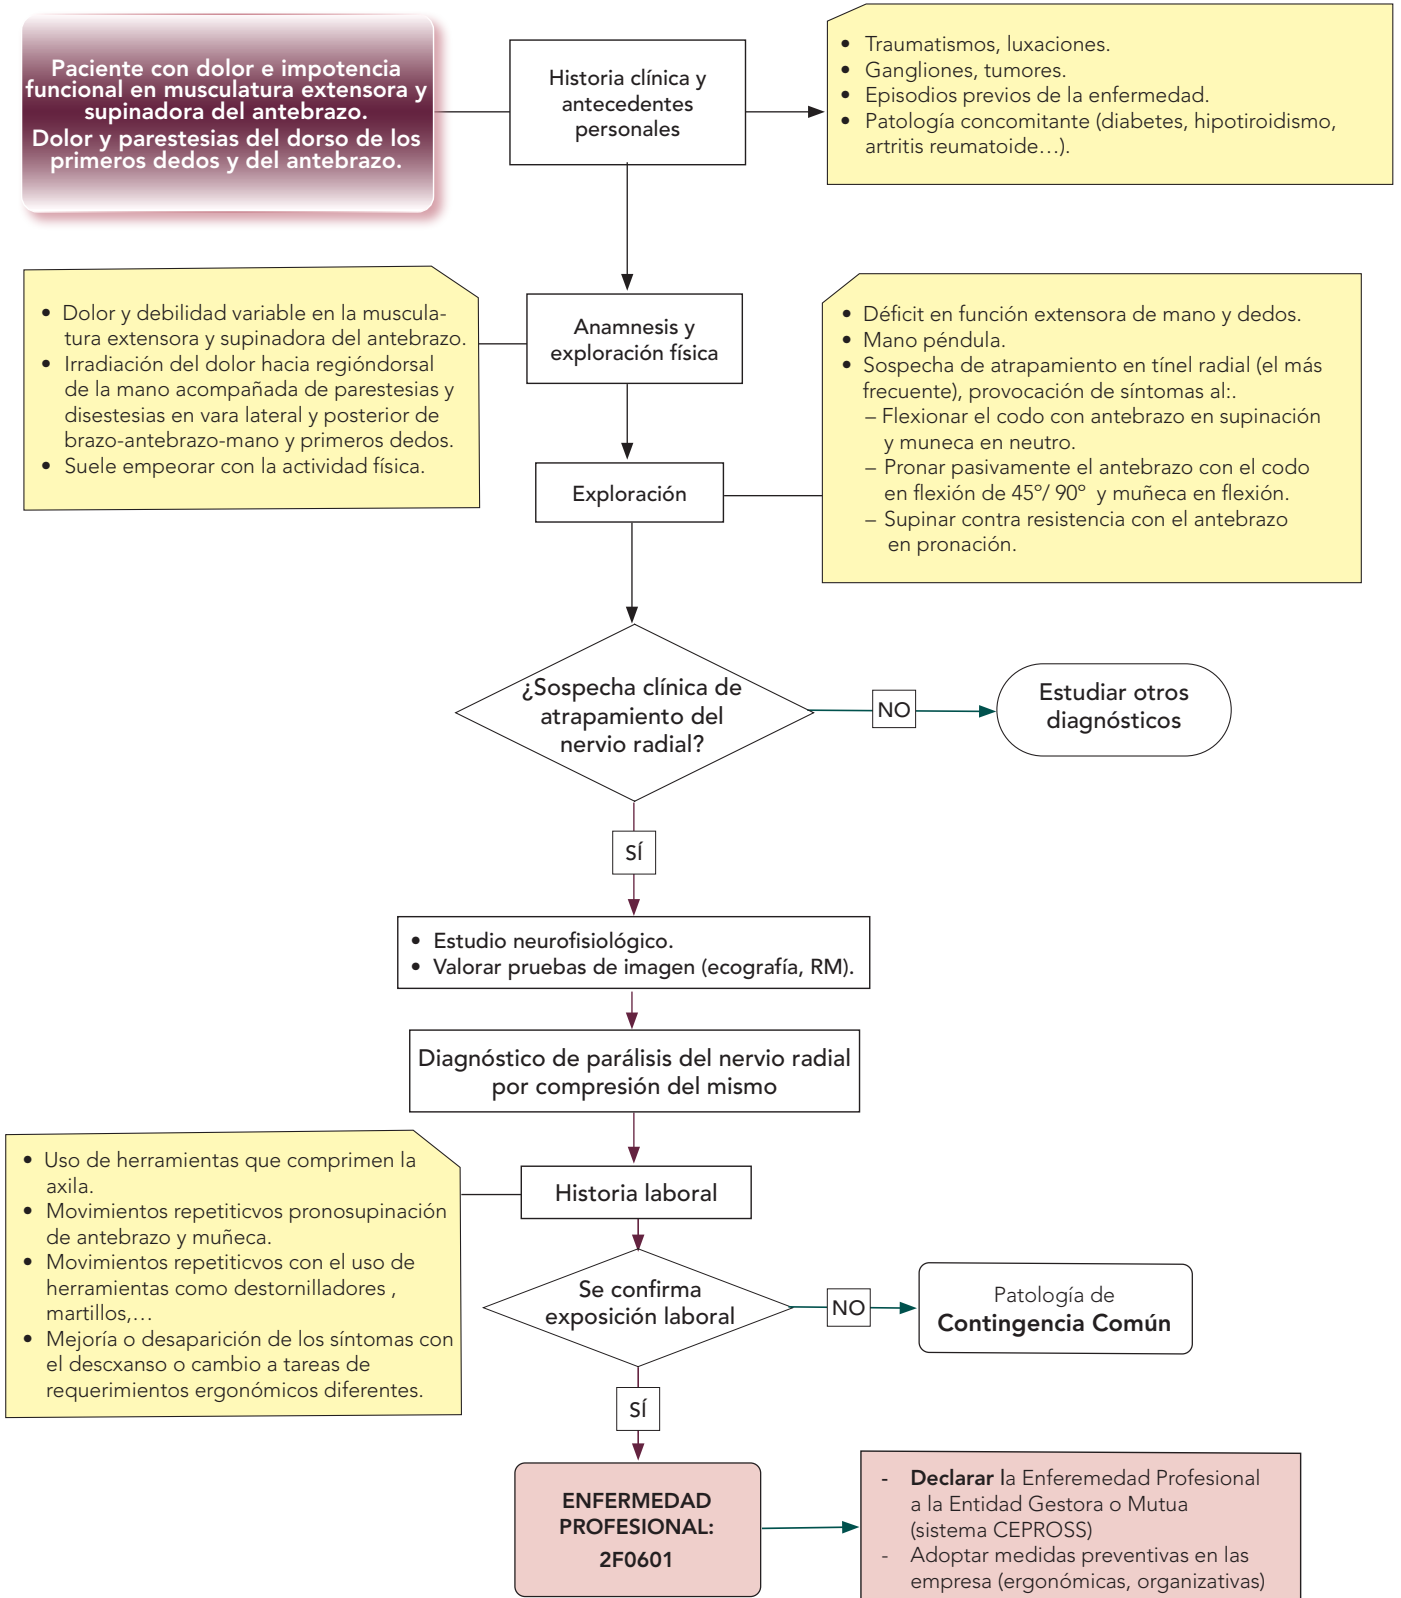 Paciente con dolor e impotencia
funcional en musculatura extensora y
supinadora del antebrazo.
Dolor y parestesias del dorso de los
primeros dedos y del antebrazo.
Historia clínica y
antecedentes
personales
• Traumatismos, luxaciones.
• Gangliones, tumores.
• Episodios previos de la enfermedad.
• Patología concomitante (diabetes, hipotiroidismo,
artritis reumatoide…).
• Dolor y debilidad variable en la muscula-
tura extensora y supinadora del antebrazo.
• Irradiación del dolor hacia regióndorsal
de la mano acompañada de parestesias y
disestesias en vara lateral y posterior de
brazo-antebrazo-mano y primeros dedos.
• Suele empeorar con la actividad física.
Anamnesis y
exploración física
• Déficit en función extensora de mano y dedos.
• Mano péndula.
• Sospecha de atrapamiento en tínel radial (el más
frecuente), provocación de síntomas al:.
– Flexionar el codo con antebrazo en supinación
y muneca en neutro.
– Pronar pasivamente el antebrazo con el codo
en flexión de 45º/ 90º y muñeca en flexión.
– Supinar contra resistencia con el antebrazo
en pronación.
Exploración
¿Sospecha clínica de
atrapamiento del
nervio radial?
NO
Estudiar otros
diagnósticos
SÍ
• Estudio neurofisiológico.
• Valorar pruebas de imagen (ecografía, RM).
Diagnóstico de parálisis del nervio radial
por compresión del mismo
• Uso de herramientas que comprimen la
axila.
• Movimientos repetiticvos pronosupinación
de antebrazo y muñeca.
• Movimientos repetiticvos con el uso de
herramientas como destornilladores ,
martillos,…
• Mejoría o desaparición de los síntomas con
el descxanso o cambio a tareas de
requerimientos ergonómicos diferentes.
Historia laboral
Se confirma
exposición laboral
NO
Patología de
Contingencia Común
SÍ
ENFERMEDAD
PROFESIONAL:
2F0601
- Declarar la Enferemedad Profesional
a la Entidad Gestora o Mutua
(sistema CEPROSS)
- Adoptar medidas preventivas en las
empresa (ergonómicas, organizativas)